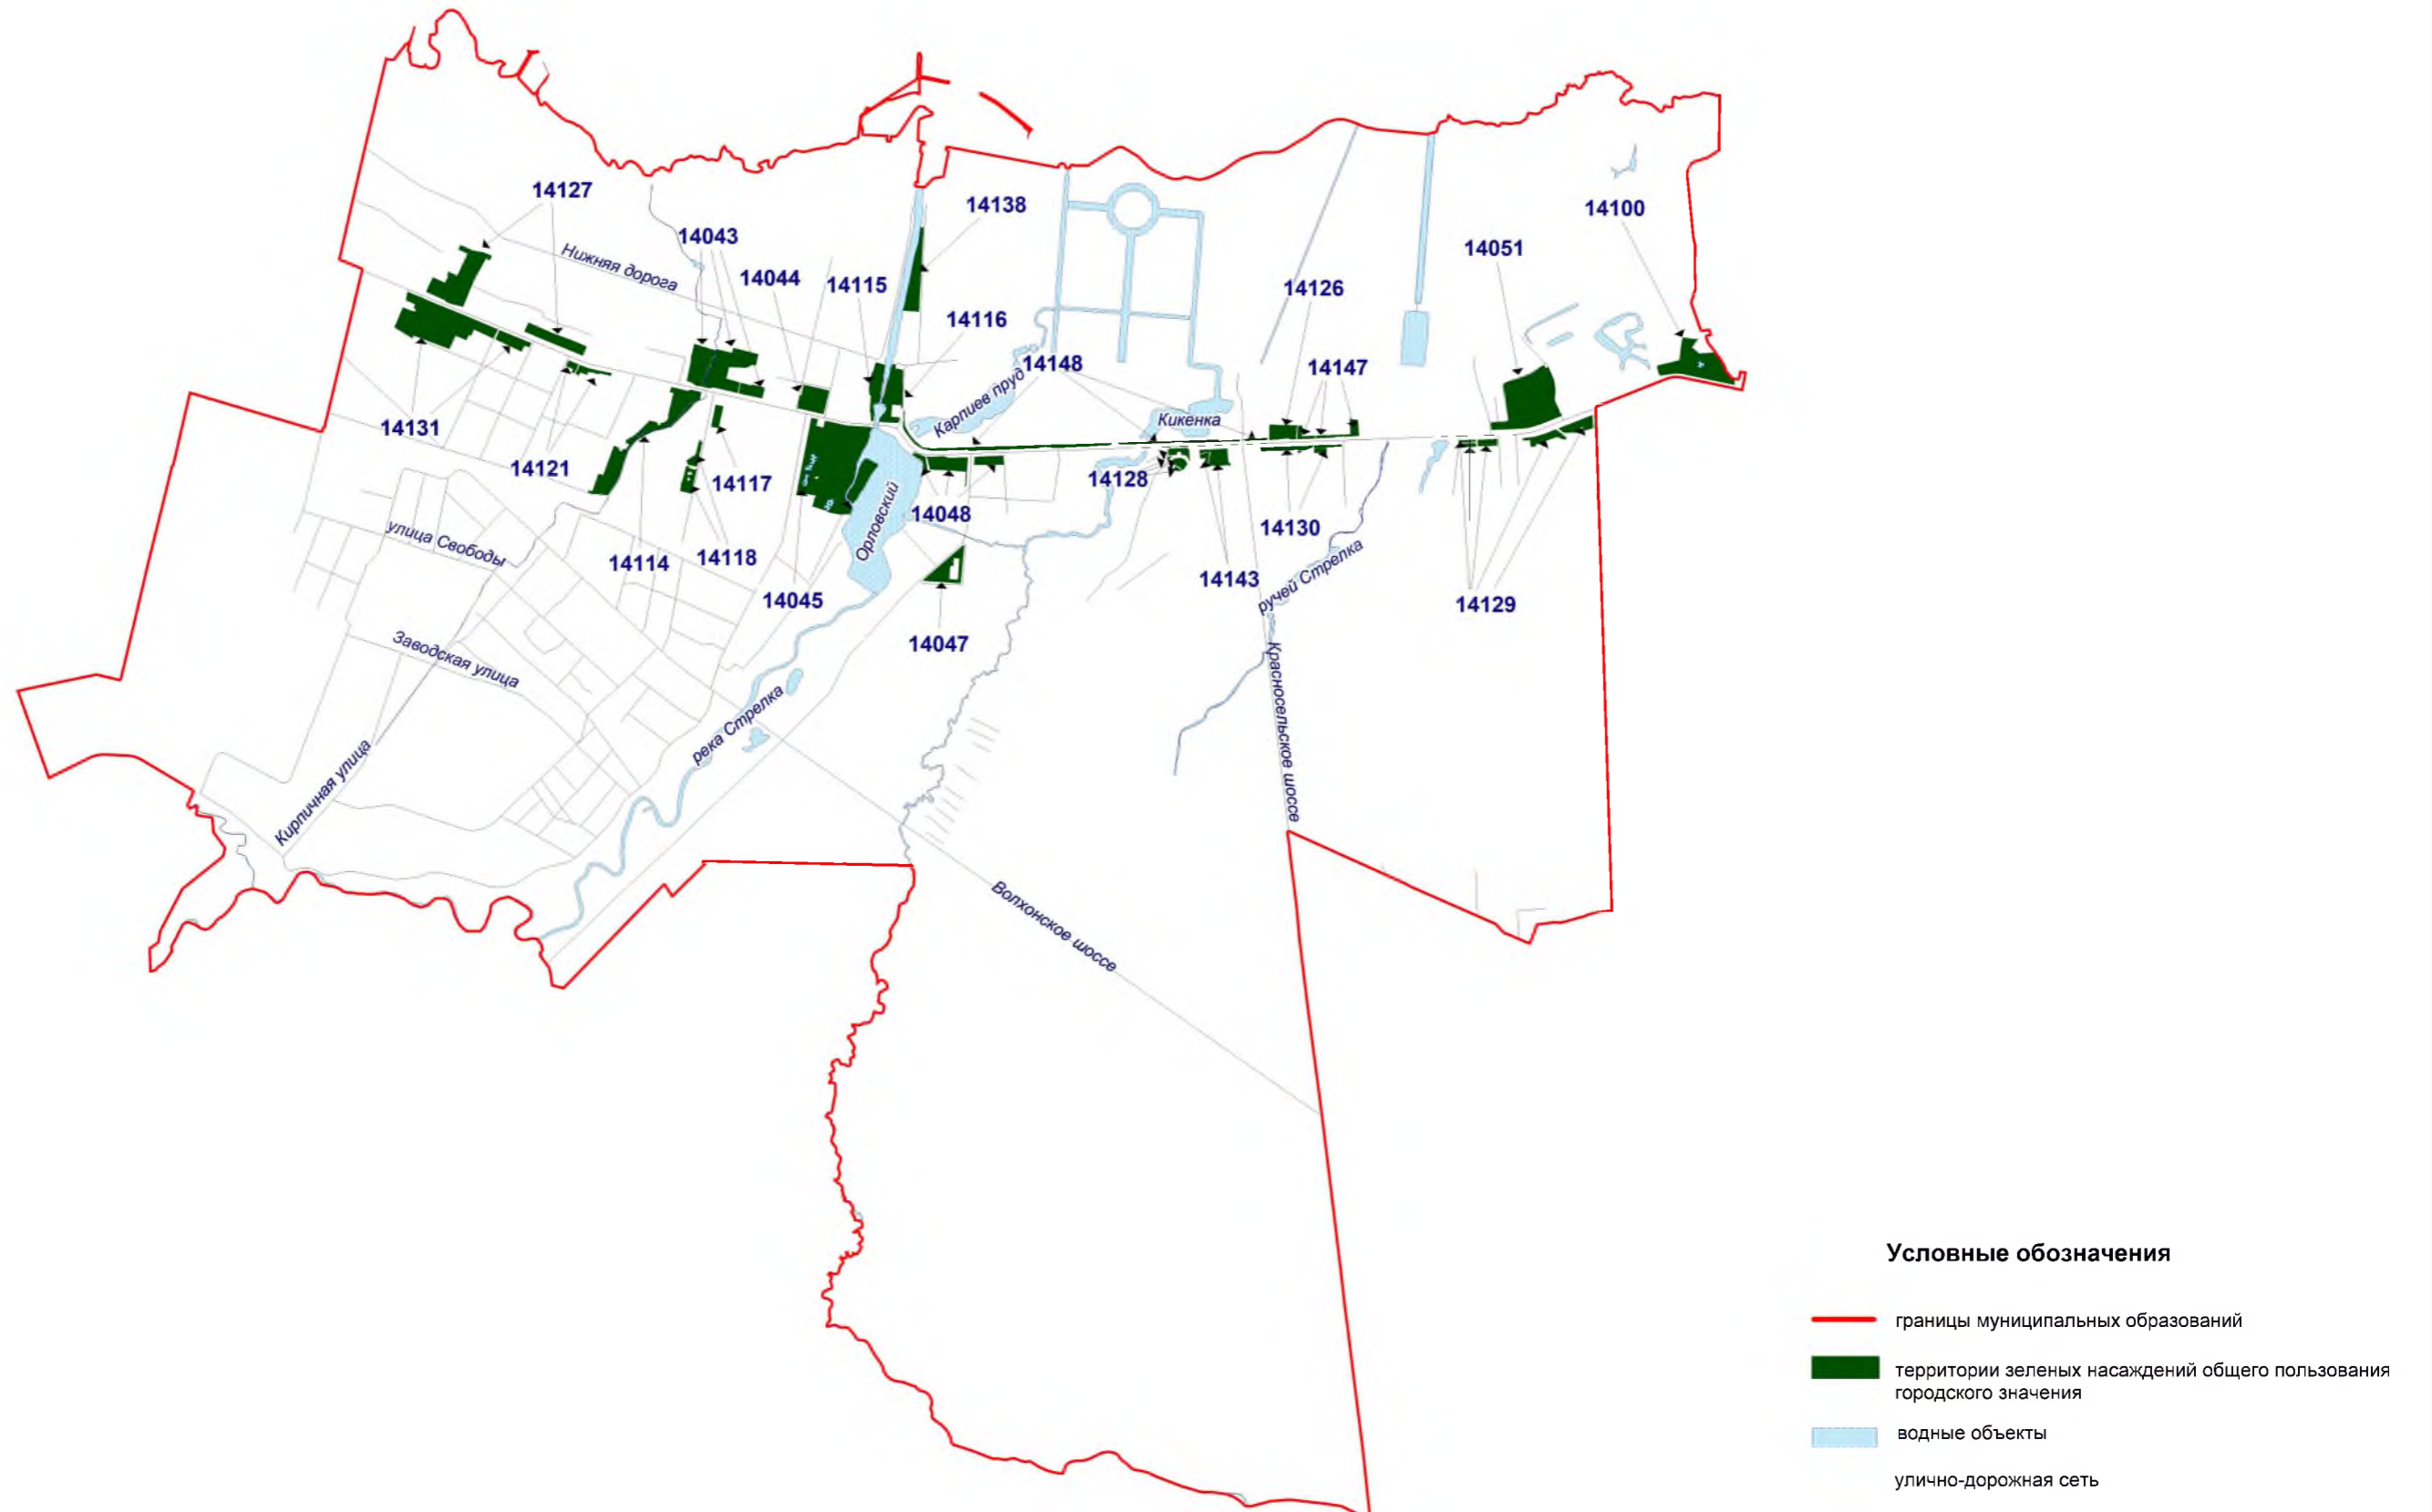 14127
14138
14100
14043
14051
Нижняя дорога
14044
14115
14126
14116
14148
14147
Карпиев пруд
Кикенка
14131
14121
14117
14128
Орловский
14048
14130
улица Свободы
14114
14118
14143
ручей Стрелка
14045
14129
14047
Заводская улица
река Стрелка
Красносельское шоссе
Кирпичная улица
Волхонское шоссе
Условные обозначения
границы муниципальных образований
территории зеленых насаждений общего пользования
городского значения
водные объекты
улично-дорожная сеть